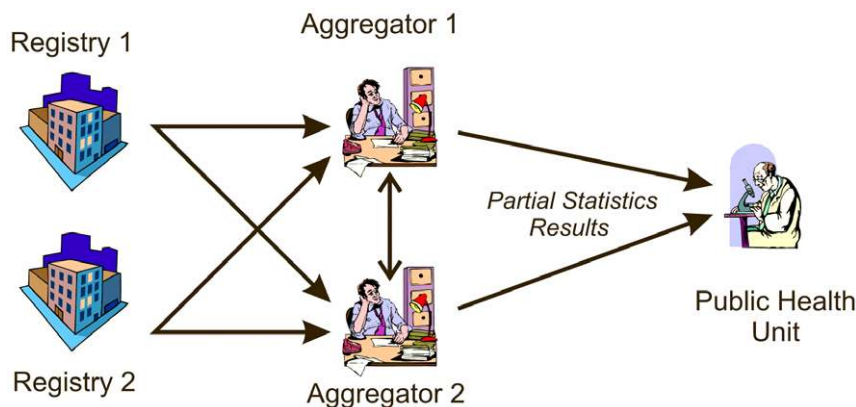 Registry 1
Aggregator 1
Partial Statistics
Results
Public Health
Unit
Registry 2
Aggregator 2